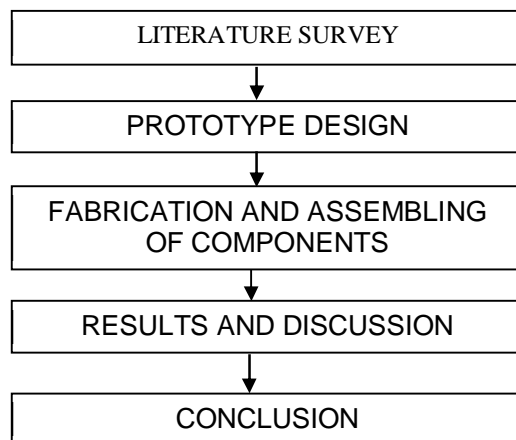 LITERATURE SURVEY
PROTOTYPE DESIGN
FABRICATION AND ASSEMBLING
OF COMPONENTS
RESULTS AND DISCUSSION
CONCLUSION